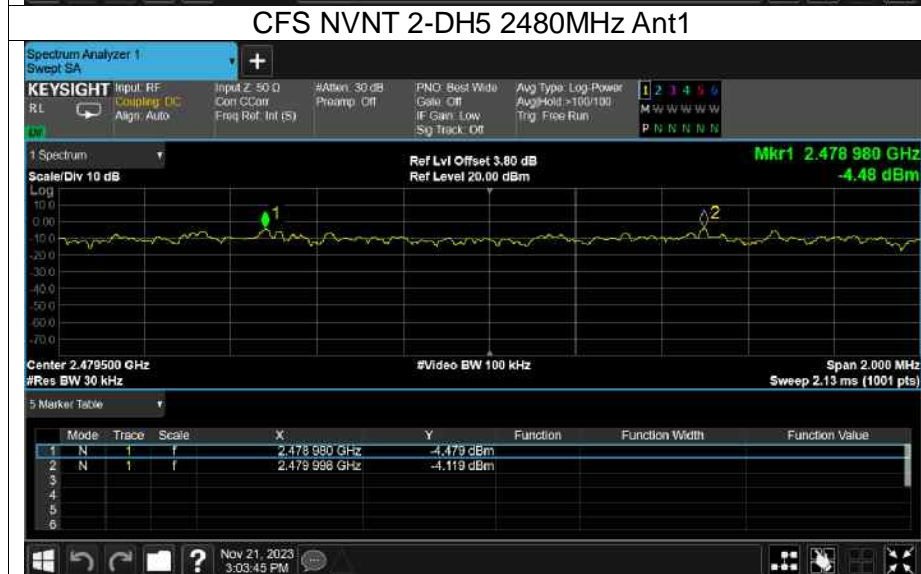 CFS NVNT 2-DH5 2480MHz Ant1
Spectrum Analyzer 1
Swept SA
+
KEYSIGHT Input: RF Input Z: 50 Ω #Atten: 30 dB PNO: Best Wide Avg Type: Log-Power 1 2 3 4 5 6
RL Coupling: DC Corr CCorr Preamp: Off Gate: Off Avg|Hold: >100/100 M W W W W W
Align: Auto Freq Ref: Int (S) IF Gain: Low Trig: Free Run
Sig Track: Off P N N N N N
1 Spectrum Ref Lvl Offset 3.80 dB Mkr1 2.478 980 GHz
Scale/Div 10 dB Ref Level 20.00 dBm -4.48 dBm
Log
10.0
0.00
-10.0
-20.0
-30.0
-40.0
-50.0
-60.0
-70.0
1
2
Center 2.479500 GHz #Video BW 100 kHz Span 2.000 MHz
#Res BW 30 kHz Sweep 2.13 ms (1001 pts)
5 Marker Table
Mode Trace Scale X Y Function Function Width Function Value
1 N 1 f 2.478 980 GHz -4.479 dBm
2 N 1 f 2.479 998 GHz -4.119 dBm
3
4
5
6
? Nov 21, 2023
3:03:45 PM